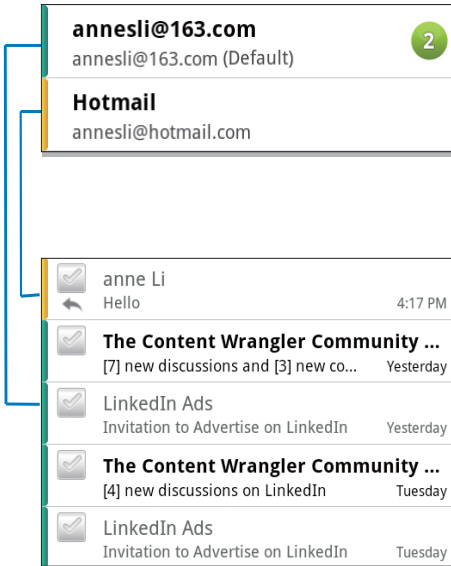 annesli@163.com
annesli@163.com (Default)
2
Hotmail
annesli@hotmail.com
anne Li
Hello 4:17 PM
The Content Wrangler Community ...
[7] new discussions and [3] new co... Yesterday
LinkedIn Ads
Invitation to Advertise on LinkedIn Yesterday
The Content Wrangler Community ...
[4] new discussions on LinkedIn Tuesday
LinkedIn Ads
Invitation to Advertise on LinkedIn Tuesday